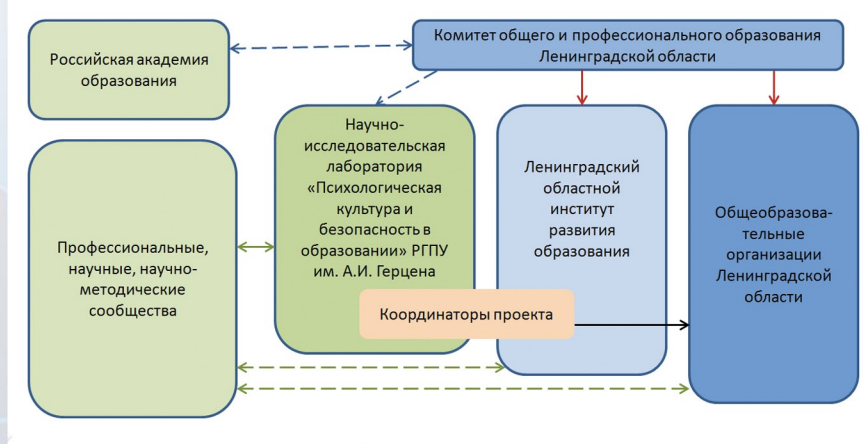 Российская академия
образования
Комитет общего и профессионального образования
Ленинградской области
Профессиональные,
научные, научно-
методические
сообщества
Научно-
исследовательская
лаборатория
«Психологическая
культура и
безопасность в
образовании» РГПУ
им. А.И. Герцена
Ленинградский
областной
институт
развития
образования
Общеобразова-
тельные
организации
Ленинградской
области
Координаторы проекта